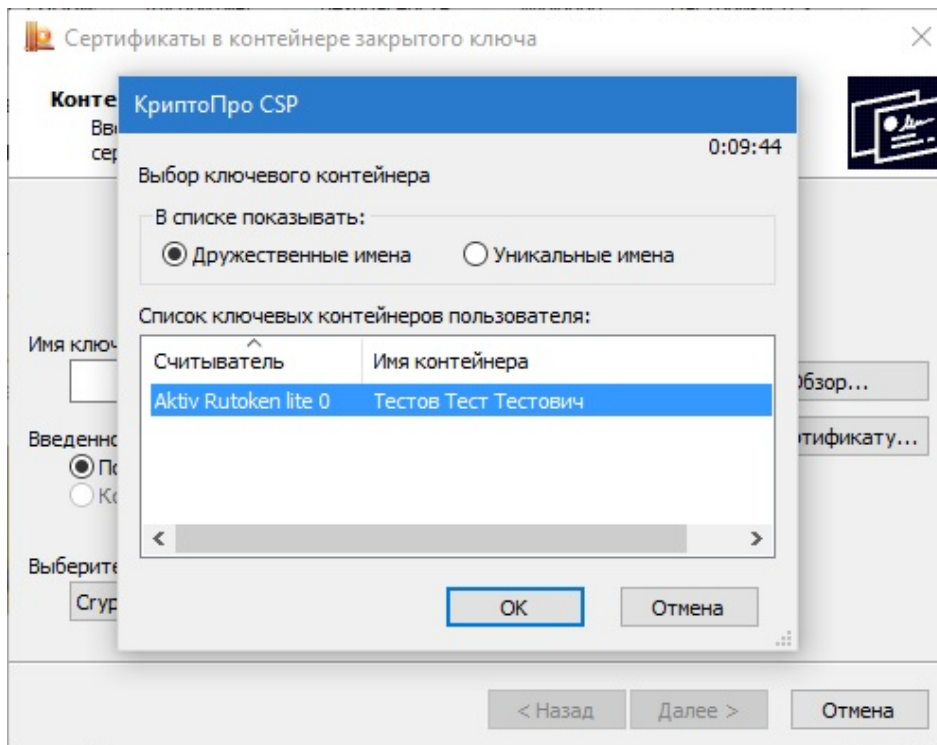 Сертификаты в контейнере закрытого ключа
КриптоПро CSP
0:09:44
Выбор ключевого контейнера
В списке показывать:
Дружественные имена
Уникальные имена
Список ключевых контейнеров пользователя:
Считыватель Имя контейнера
Aktiv Rutoken lite 0 Тестов Тест Тестович
Имя
Обзор...
Выберите
OK Отмена
< Назад Далее > Отмена